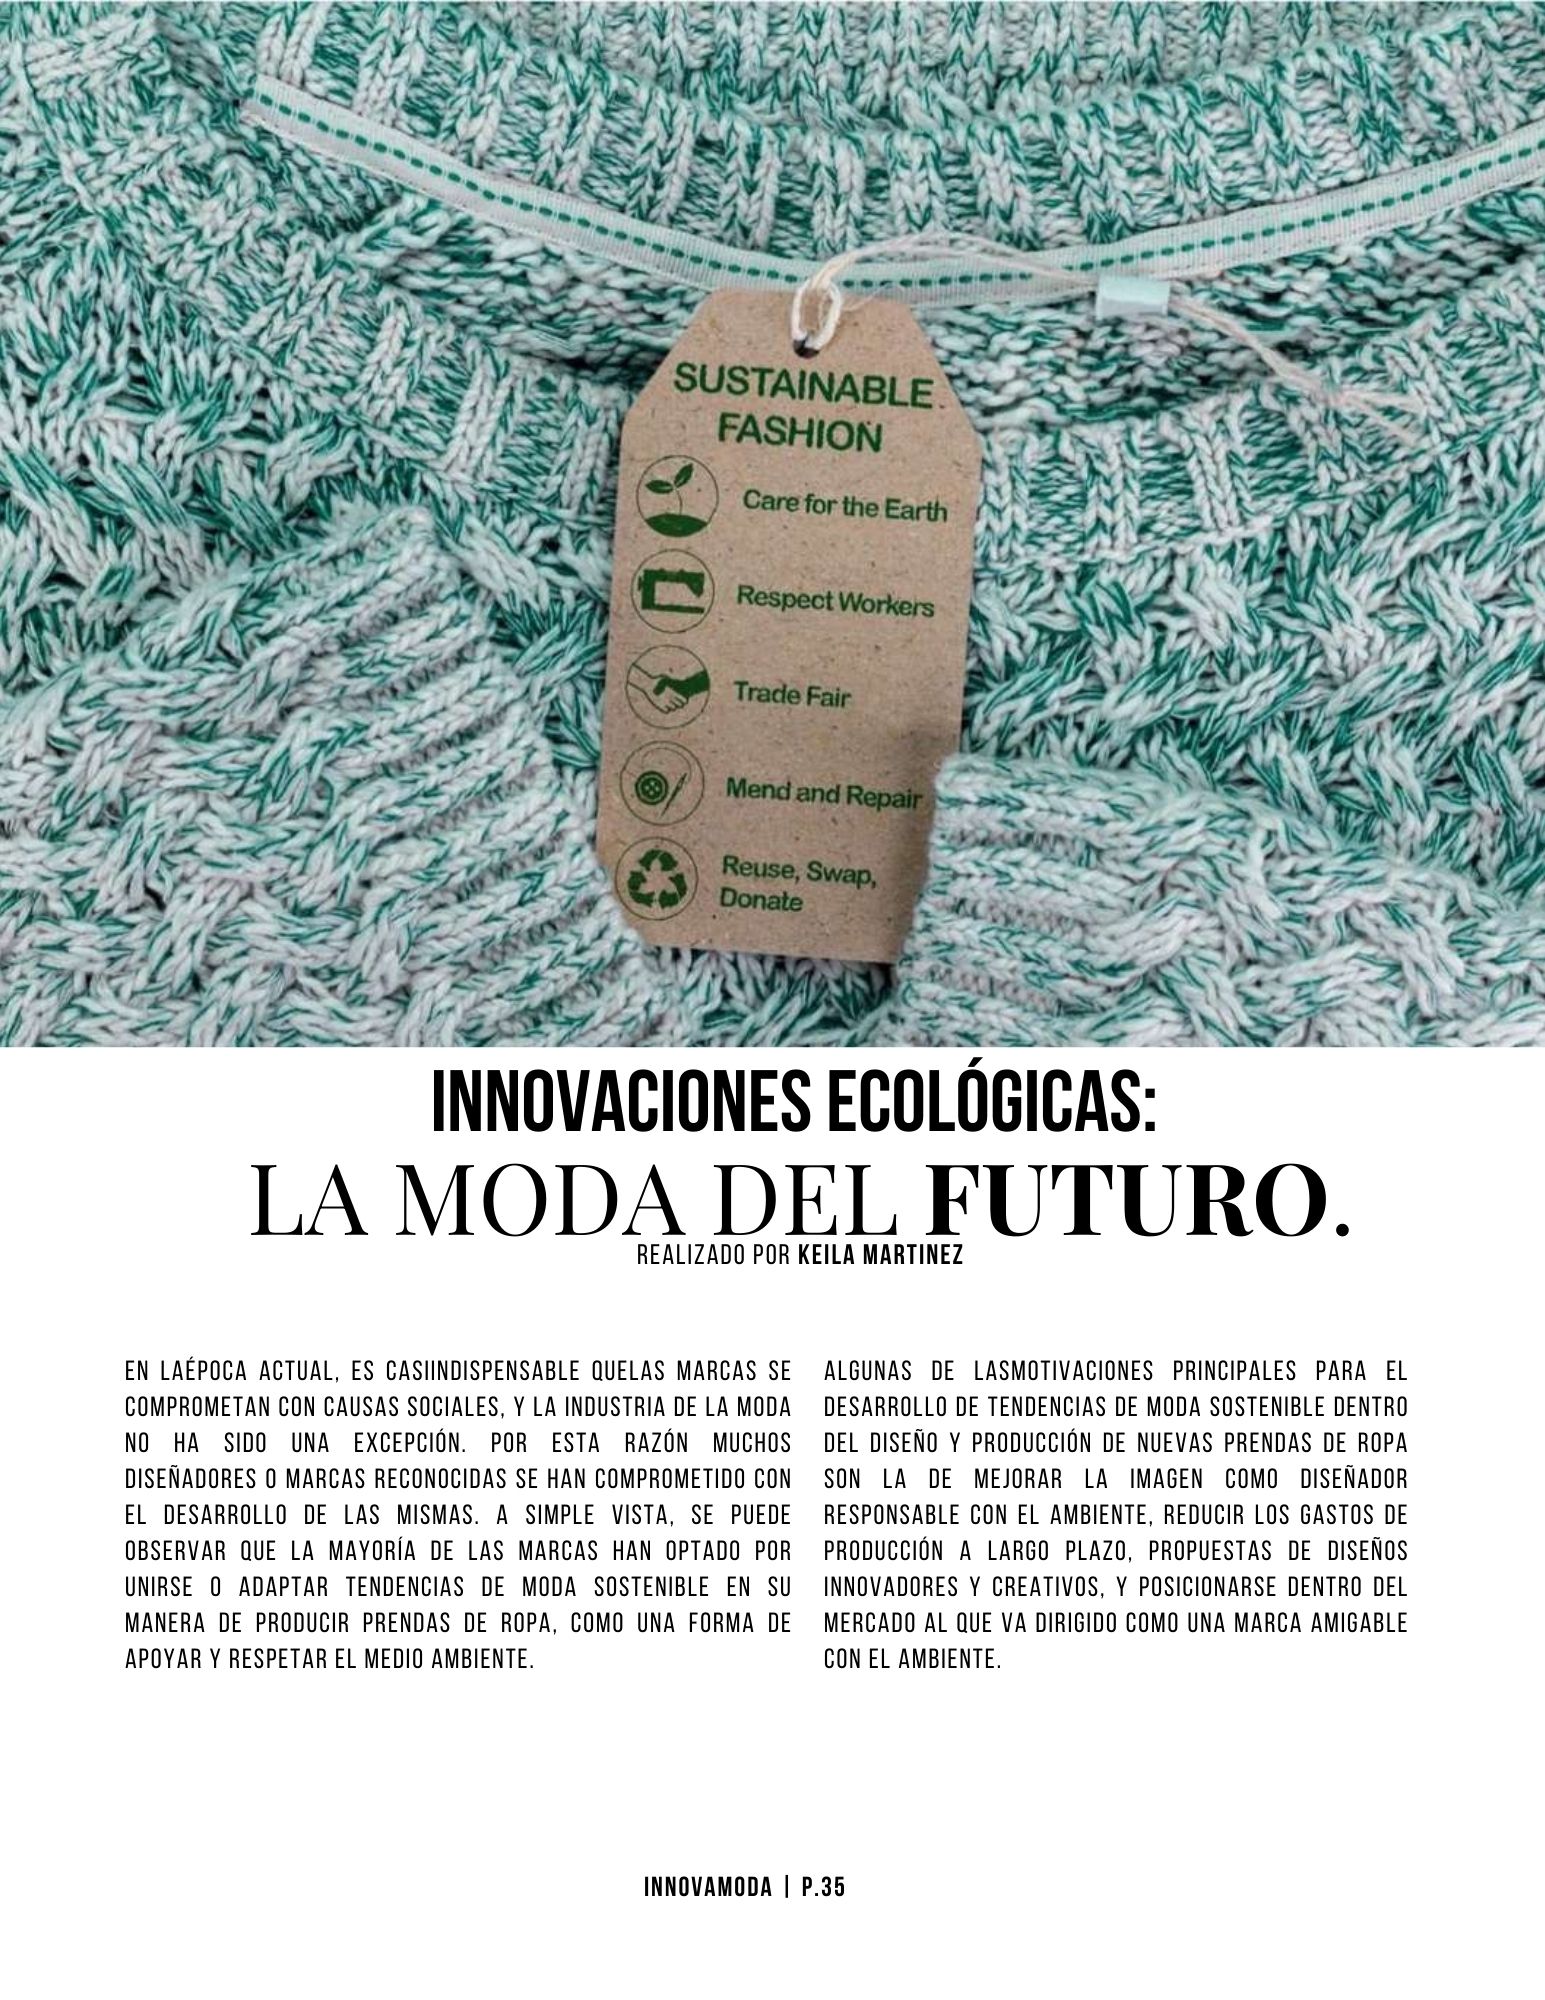 SUSTAINABLE
FASHION
Care for the Earth
Respect Workers
Trade Fair
Mend and Repair
Reuse, Swap,
Donate
INNOVACIONES ECOLÓGICAS:
LA MODA DEL FUTURO.
REALIZADO POR KEILA MARTINEZ
EN LAÉPOCA ACTUAL, ES CASIINDISPENSABLE QUELAS MARCAS SE
COMPROMETAN CON CAUSAS SOCIALES, Y LA INDUSTRIA DE LA MODA
NO HA SIDO UNA EXCEPCIÓN. POR ESTA RAZÓN MUCHOS
DISEÑADORES O MARCAS RECONOCIDAS SE HAN COMPROMETIDO CON
EL DESARROLLO DE LAS MISMAS. A SIMPLE VISTA, SE PUEDE
OBSERVAR QUE LA MAYORÍA DE LAS MARCAS HAN OPTADO POR
UNIRSE O ADAPTAR TENDENCIAS DE MODA SOSTENIBLE EN SU
MANERA DE PRODUCIR PRENDAS DE ROPA, COMO UNA FORMA DE
APOYAR Y RESPETAR EL MEDIO AMBIENTE.
ALGUNAS DE LASMOTIVACIONES PRINCIPALES PARA EL
DESARROLLO DE TENDENCIAS DE MODA SOSTENIBLE DENTRO
DEL DISEÑO Y PRODUCCIÓN DE NUEVAS PRENDAS DE ROPA
SON LA DE MEJORAR LA IMAGEN COMO DISEÑADOR
RESPONSABLE CON EL AMBIENTE, REDUCIR LOS GASTOS DE
PRODUCCIÓN A LARGO PLAZO, PROPUESTAS DE DISEÑOS
INNOVADORES Y CREATIVOS, Y POSICIONARSE DENTRO DEL
MERCADO AL QUE VA DIRIGIDO COMO UNA MARCA AMIGABLE
CON EL AMBIENTE.
INNOVAMODA | P.35